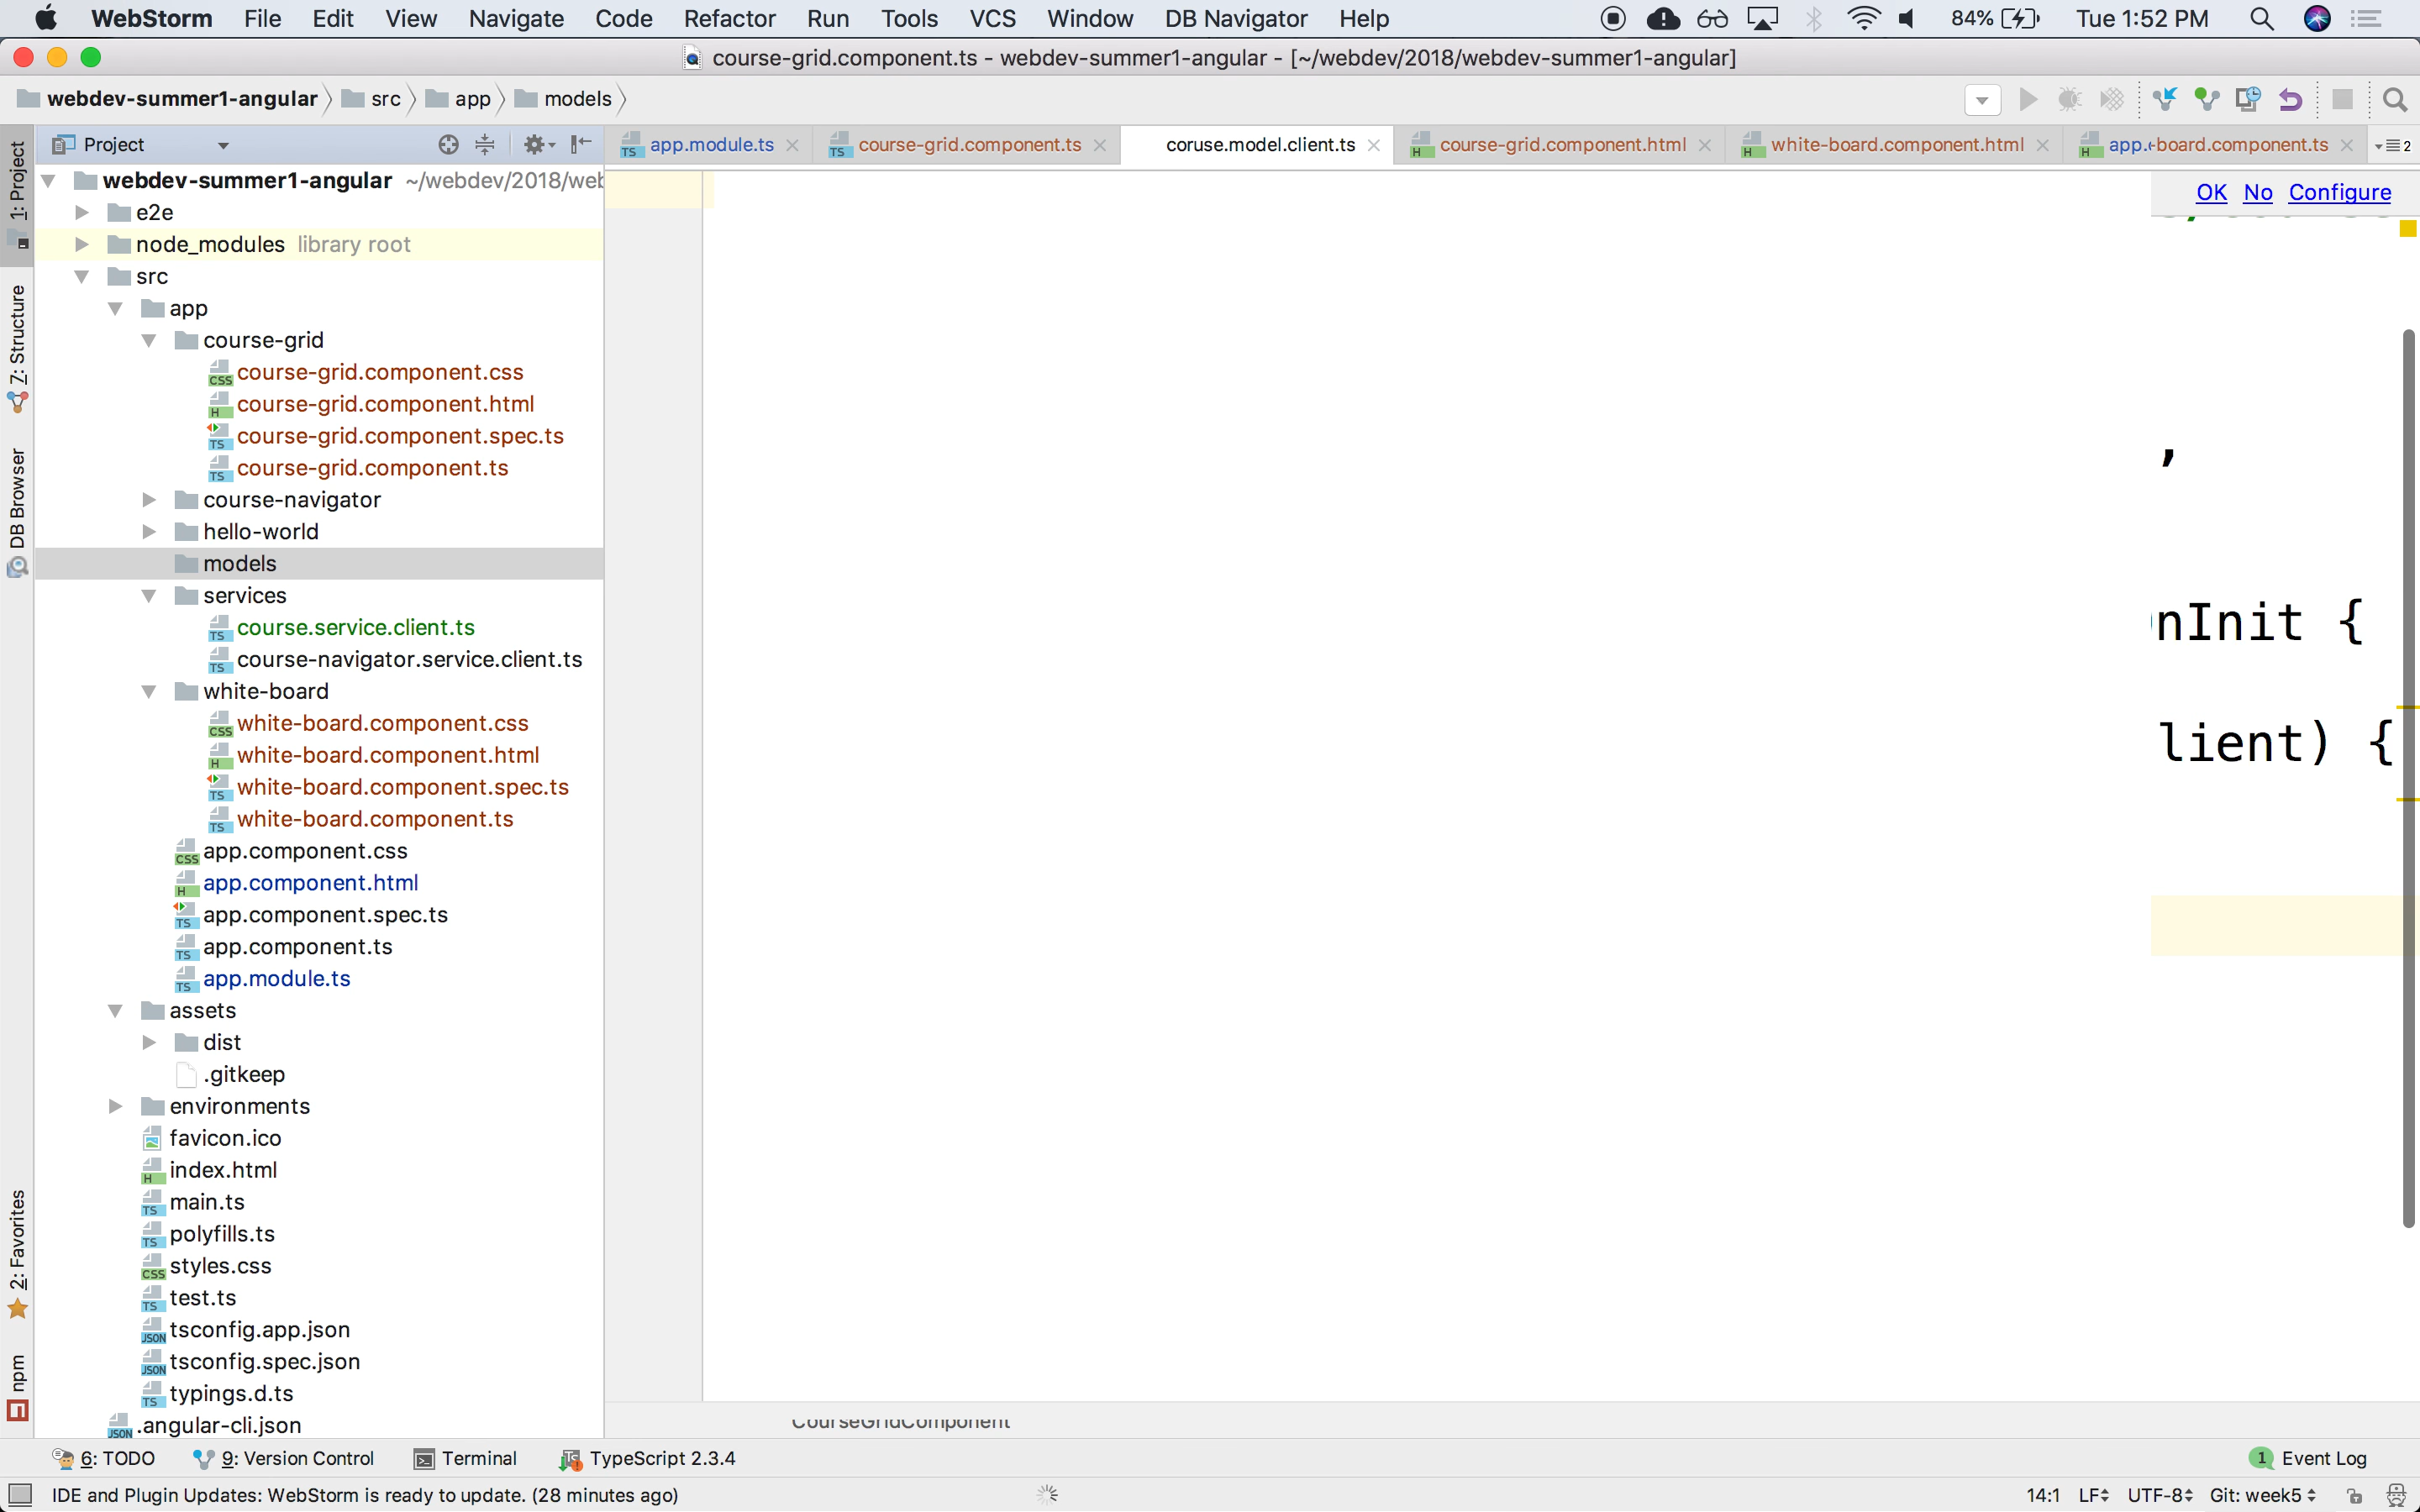 WebStorm File Edit View Navigate Code Refactor Run Tools VCS Window DB Navigator Help 84% Tue 1:52 PM
course-grid.component.ts - webdev-summer1-angular - [~/webdev/2018/webdev-summer1-angular]
webdev-summer1-angular src app models
1: Project
7: Structure
DB Browser
2: Favorites
npm
Project
app.module.ts course-grid.component.ts coruse.model.client.ts course-grid.component.html white-board.component.html app. -board.component.ts 2
OK No Configure
webdev-summer1-angular ~/webdev/2018/web
e2e
node_modules library root
src
app
course-grid
course-grid.component.css
course-grid.component.html
course-grid.component.spec.ts
course-grid.component.ts
course-navigator
hello-world
models
services
course.service.client.ts
course-navigator.service.client.ts
white-board
white-board.component.css
white-board.component.html
white-board.component.spec.ts
white-board.component.ts
app.component.css
app.component.html
app.component.spec.ts
app.component.ts
app.module.ts
assets
dist
.gitkeep
environments
favicon.ico
index.html
main.ts
polyfills.ts
styles.css
test.ts
tsconfig.app.json
tsconfig.spec.json
typings.d.ts
.angular-cli.json
,
nInit {
lient) {
CourseGridComponent
6: TODO 9: Version Control Terminal TypeScript 2.3.4 1 Event Log
IDE and Plugin Updates: WebStorm is ready to update. (28 minutes ago) 14:1 LF UTF-8 Git: week5